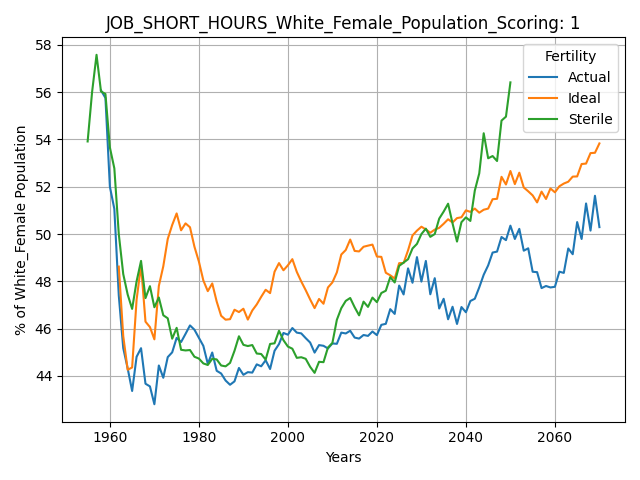 JOB_SHORT_HOURS_White_Female_Population_Scoring: 1
Fertility
Actual
Ideal
Sterile
% of White_Female Population
58
56
54
52
50
48
46
44
1960
1980
2000
2020
2040
2060
Years